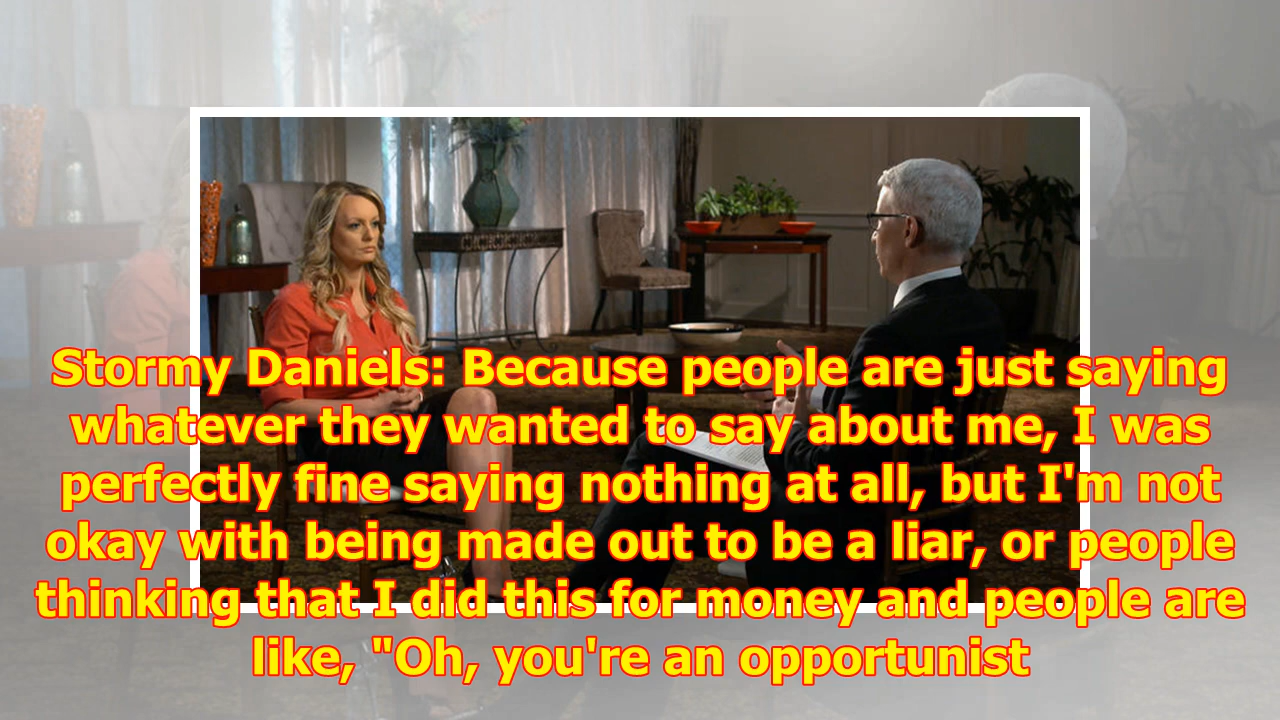 Stormy Daniels: Because people are just saying
whatever they wanted to say about me, I was
perfectly fine saying nothing at all, but I'm not
okay with being made out to be a liar, or people
thinking that I did this for money and people are
like, "Oh, you're an opportunist